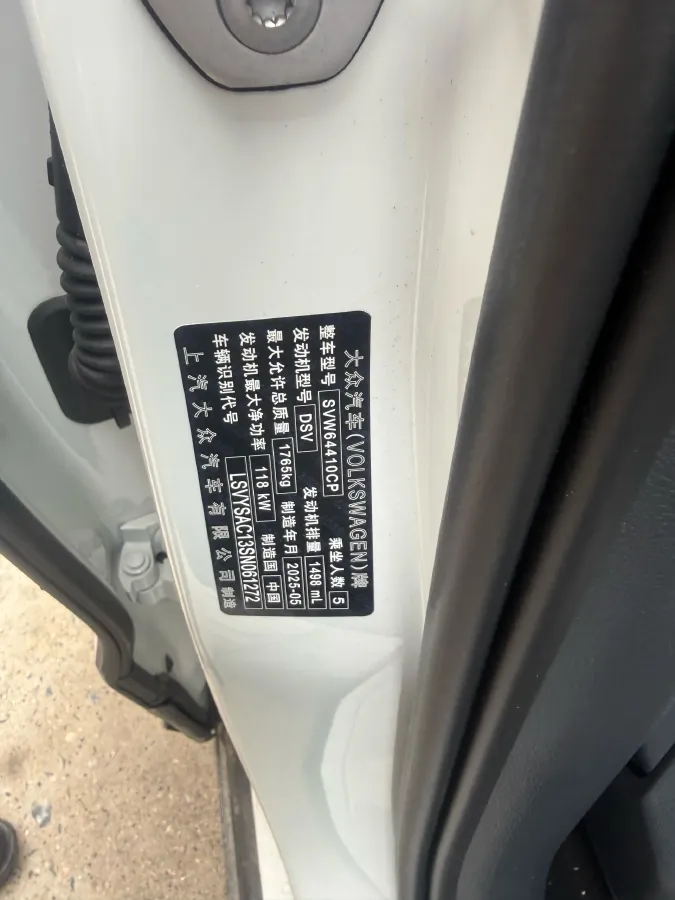 大众汽车(VOLKSWAGEN)牌
整车型号 SVW64410CP 乘坐人数 5
发动机型号 DSV 发动机排量 1498 mL
最大允许总质量 1765kg 制造年月 2025-05
发动机最大净功率 118 kW 制造国 中国
车辆识别代号 LSVYSAC13SN061272
上汽大众汽车有限公司 制造